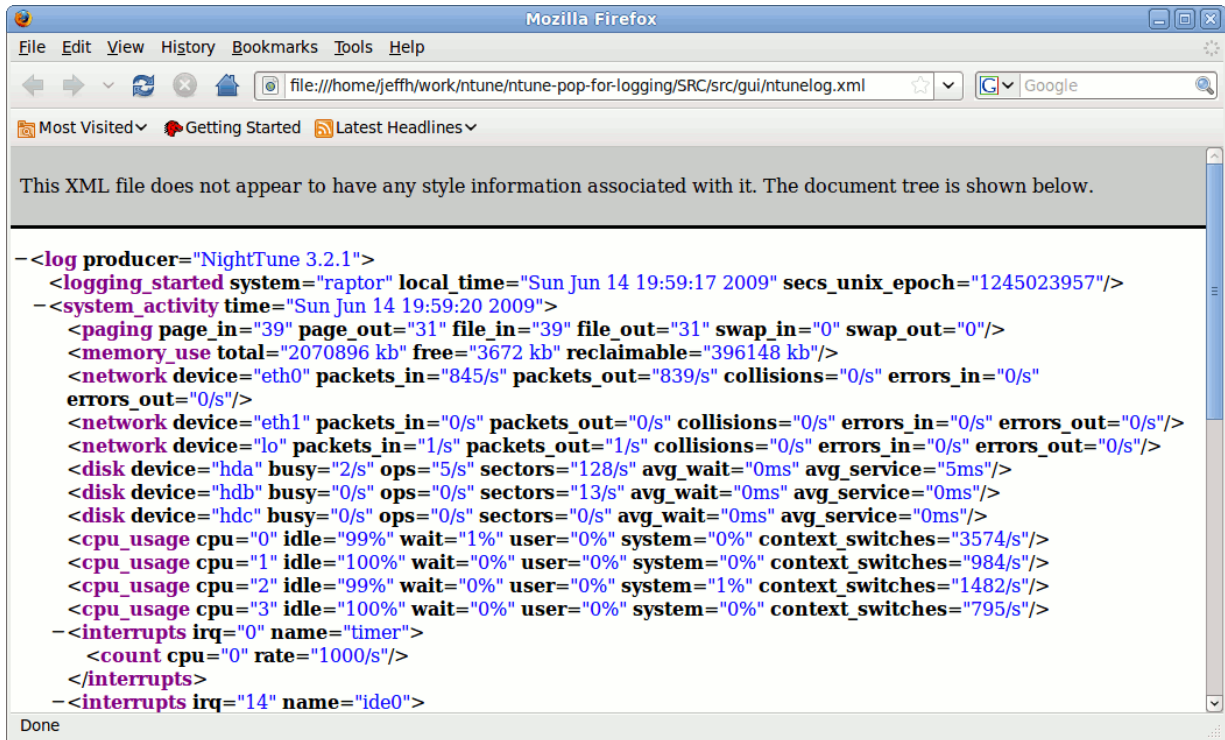 Mozilla Firefox
File Edit View History Bookmarks Tools Help
file:///home/jeffh/work/ntune/ntune-pop-for-logging/SRC/src/gui/ntunelog.xml G Google
Most Visited Getting Started Latest Headlines
This XML file does not appear to have any style information associated with it. The document tree is shown below.
−<log producer="NightTune 3.2.1">
<logging_started system="raptor" local_time="Sun Jun 14 19:59:17 2009" secs_unix_epoch="1245023957"/>
−<system_activity time="Sun Jun 14 19:59:20 2009">
<paging page_in="39" page_out="31" file_in="39" file_out="31" swap_in="0" swap_out="0"/>
<memory_use total="2070896 kb" free="3672 kb" reclaimable="396148 kb"/>
<network device="eth0" packets_in="845/s" packets_out="839/s" collisions="0/s" errors_in="0/s"
errors_out="0/s"/>
<network device="eth1" packets_in="0/s" packets_out="0/s" collisions="0/s" errors_in="0/s" errors_out="0/s"/>
<network device="lo" packets_in="1/s" packets_out="1/s" collisions="0/s" errors_in="0/s" errors_out="0/s"/>
<disk device="hda" busy="2/s" ops="5/s" sectors="128/s" avg_wait="0ms" avg_service="5ms"/>
<disk device="hdb" busy="0/s" ops="0/s" sectors="13/s" avg_wait="0ms" avg_service="0ms"/>
<disk device="hdc" busy="0/s" ops="0/s" sectors="0/s" avg_wait="0ms" avg_service="0ms"/>
<cpu_usage cpu="0" idle="99%" wait="1%" user="0%" system="0%" context_switches="3574/s"/>
<cpu_usage cpu="1" idle="100%" wait="0%" user="0%" system="0%" context_switches="984/s"/>
<cpu_usage cpu="2" idle="99%" wait="0%" user="0%" system="1%" context_switches="1482/s"/>
<cpu_usage cpu="3" idle="100%" wait="0%" user="0%" system="0%" context_switches="795/s"/>
−<interrupts irq="0" name="timer">
<count cpu="0" rate="1000/s"/>
</interrupts>
−<interrupts irq="14" name="ide0">
Done